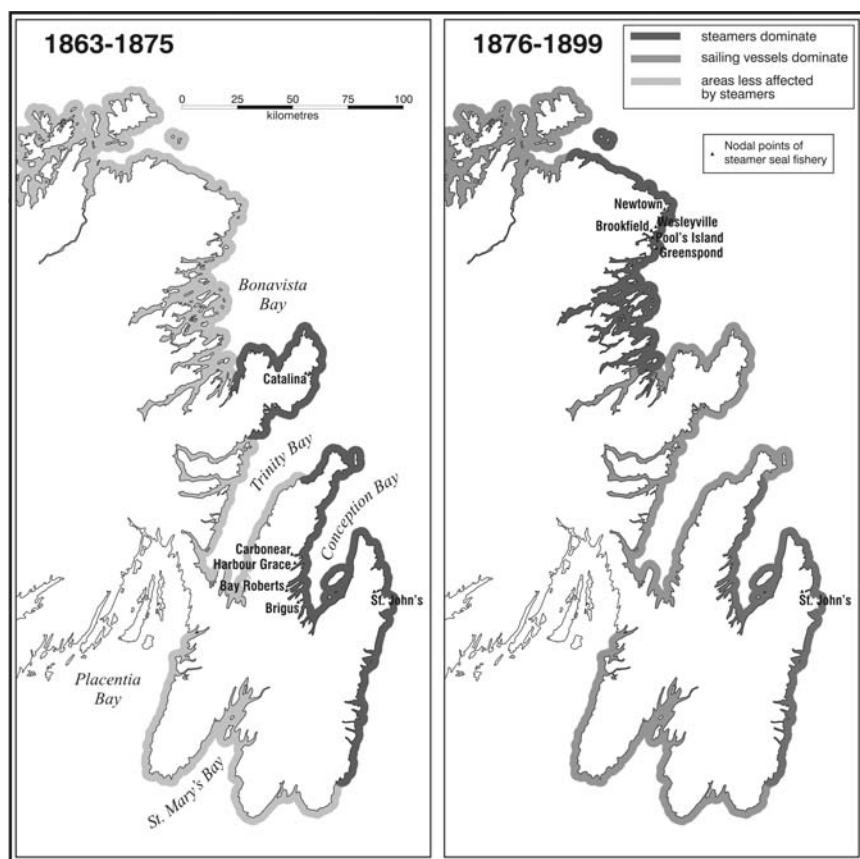 1863-1875
0 25 50 75 100
kilometres
Bonavista
Bay
Catalina
Trinity Bay
Conception Bay
Carbonear
Harbour Grace
Bay Roberts
Brigus
St. John's
Placentia
Bay
St. Mary's Bay
1876-1899
steamers dominate
sailing vessels dominate
areas less affected
by steamers
Nodal points of
steamer seal fishery
Newtown
Wesleyville
Brookfield
Pool's Island
Greenspond
St. John's